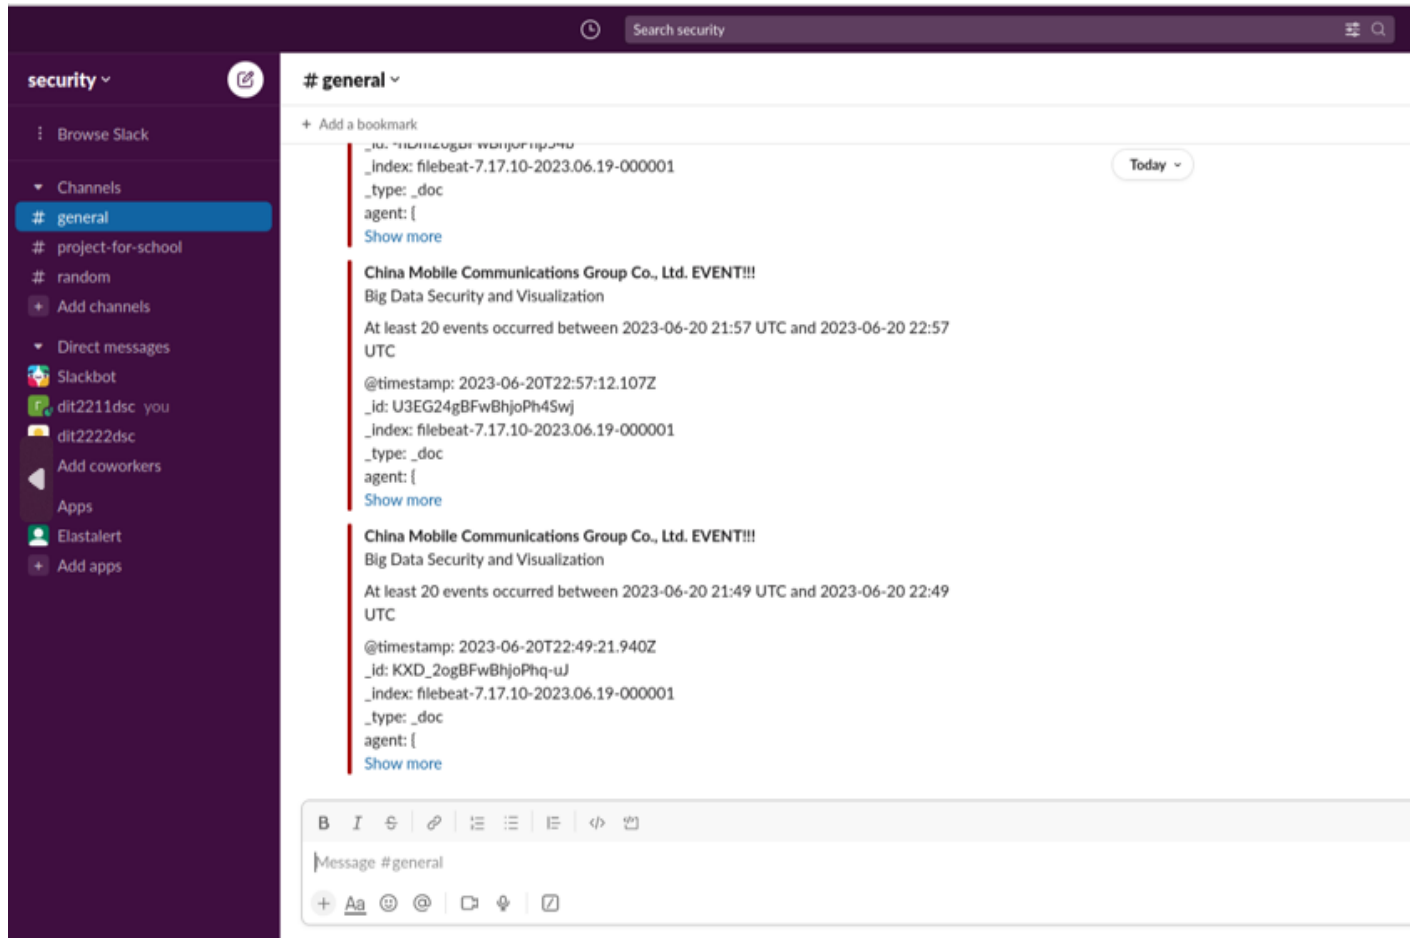 Search security
security
Browse Slack
Channels
# general
# project-for-school
# random
+ Add channels
Direct messages
Slackbot
dit2211dsc you
dit2222dsc
Add coworkers
Apps
Elastalert
+ Add apps
# general
+ Add a bookmark
Today
_index: filebeat-7.17.10-2023.06.19-000001
_type: _doc
agent: {
Show more
China Mobile Communications Group Co., Ltd. EVENT!!!
Big Data Security and Visualization
At least 20 events occurred between 2023-06-20 21:57 UTC and 2023-06-20 22:57
UTC
@timestamp: 2023-06-20T22:57:12.107Z
_id: U3EG24gBFwBhjoPh4Swj
_index: filebeat-7.17.10-2023.06.19-000001
_type: _doc
agent: {
Show more
China Mobile Communications Group Co., Ltd. EVENT!!!
Big Data Security and Visualization
At least 20 events occurred between 2023-06-20 21:49 UTC and 2023-06-20 22:49
UTC
@timestamp: 2023-06-20T22:49:21.940Z
_id: KXD_2ogBFwBhjoPhq-uJ
_index: filebeat-7.17.10-2023.06.19-000001
_type: _doc
agent: {
Show more
B I S
Message #general
+ Aa @